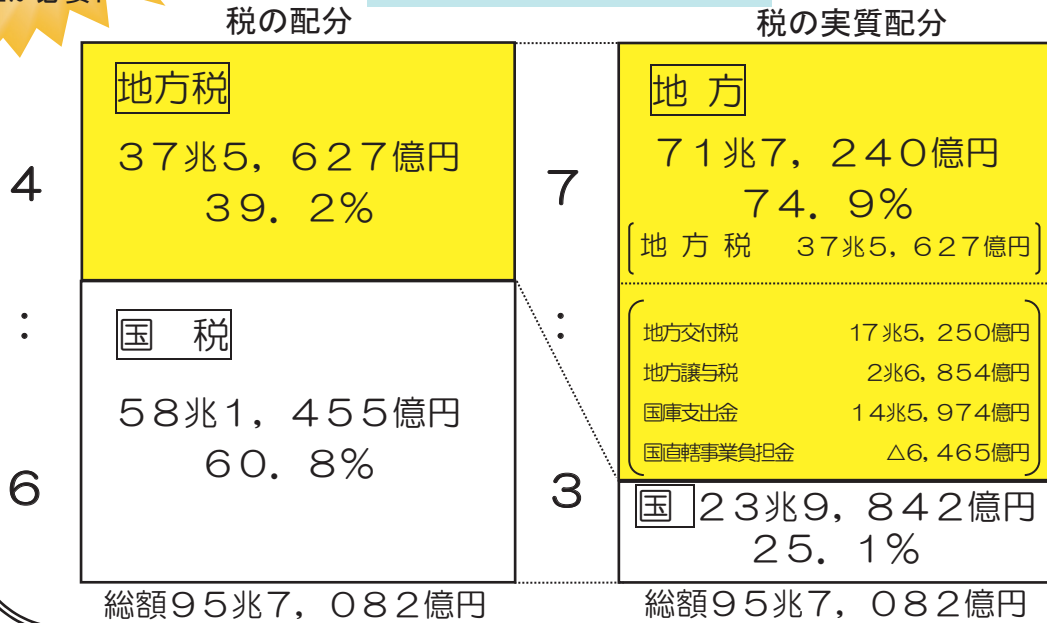 税の配分
地方税
37兆5，627億円
39．2％
国 税
58兆1，455億円
60．8％
総額95兆7，082億円
4
：
6
税の実質配分
地 方
71兆7，240億円
74．9％
地 方 税 37兆5，627億円
地方交付税 17兆5，250億円
地方譲与税 2兆6，854億円
国庫支出金 14兆5，974億円
国直轄事業負担金 △6，465億円
国 23兆9，842億円
25．1％
総額95兆7，082億円
7
：
3